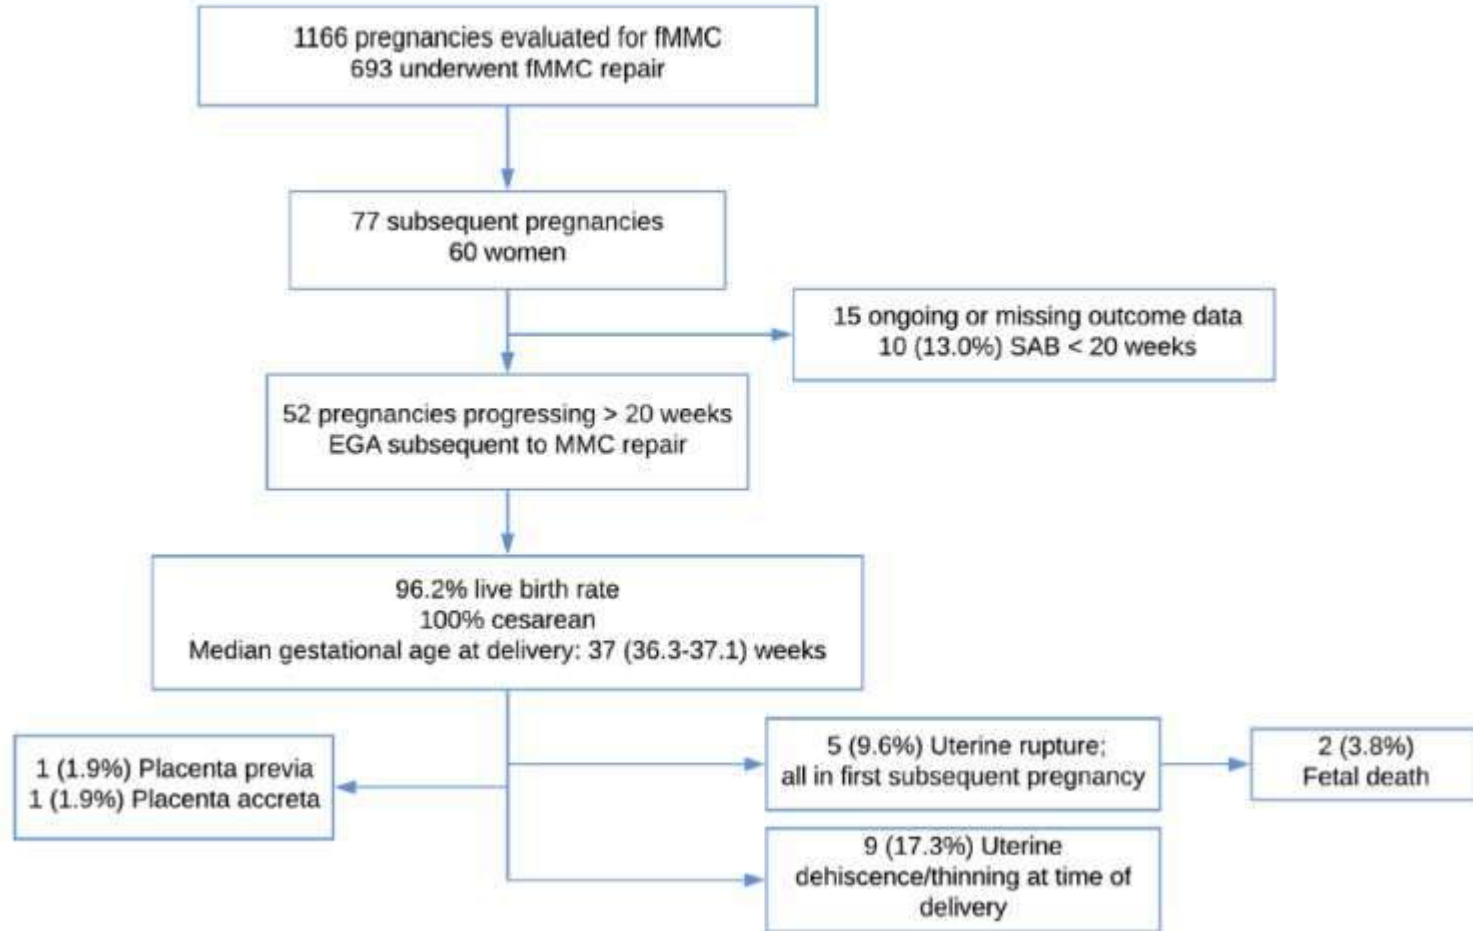 1166 pregnancies evaluated for fMMC
693 underwent fMMC repair
77 subsequent pregnancies
60 women
15 ongoing or missing outcome data
10 (13.0%) SAB < 20 weeks
52 pregnancies progressing > 20 weeks
EGA subsequent to MMC repair
96.2% live birth rate
100% cesarean
Median gestational age at delivery: 37 (36.3-37.1) weeks
1 (1.9%) Placenta previa
1 (1.9%) Placenta accreta
5 (9.6%) Uterine rupture;
all in first subsequent pregnancy
2 (3.8%)
Fetal death
9 (17.3%) Uterine
dehiscence/thinning at time of
delivery